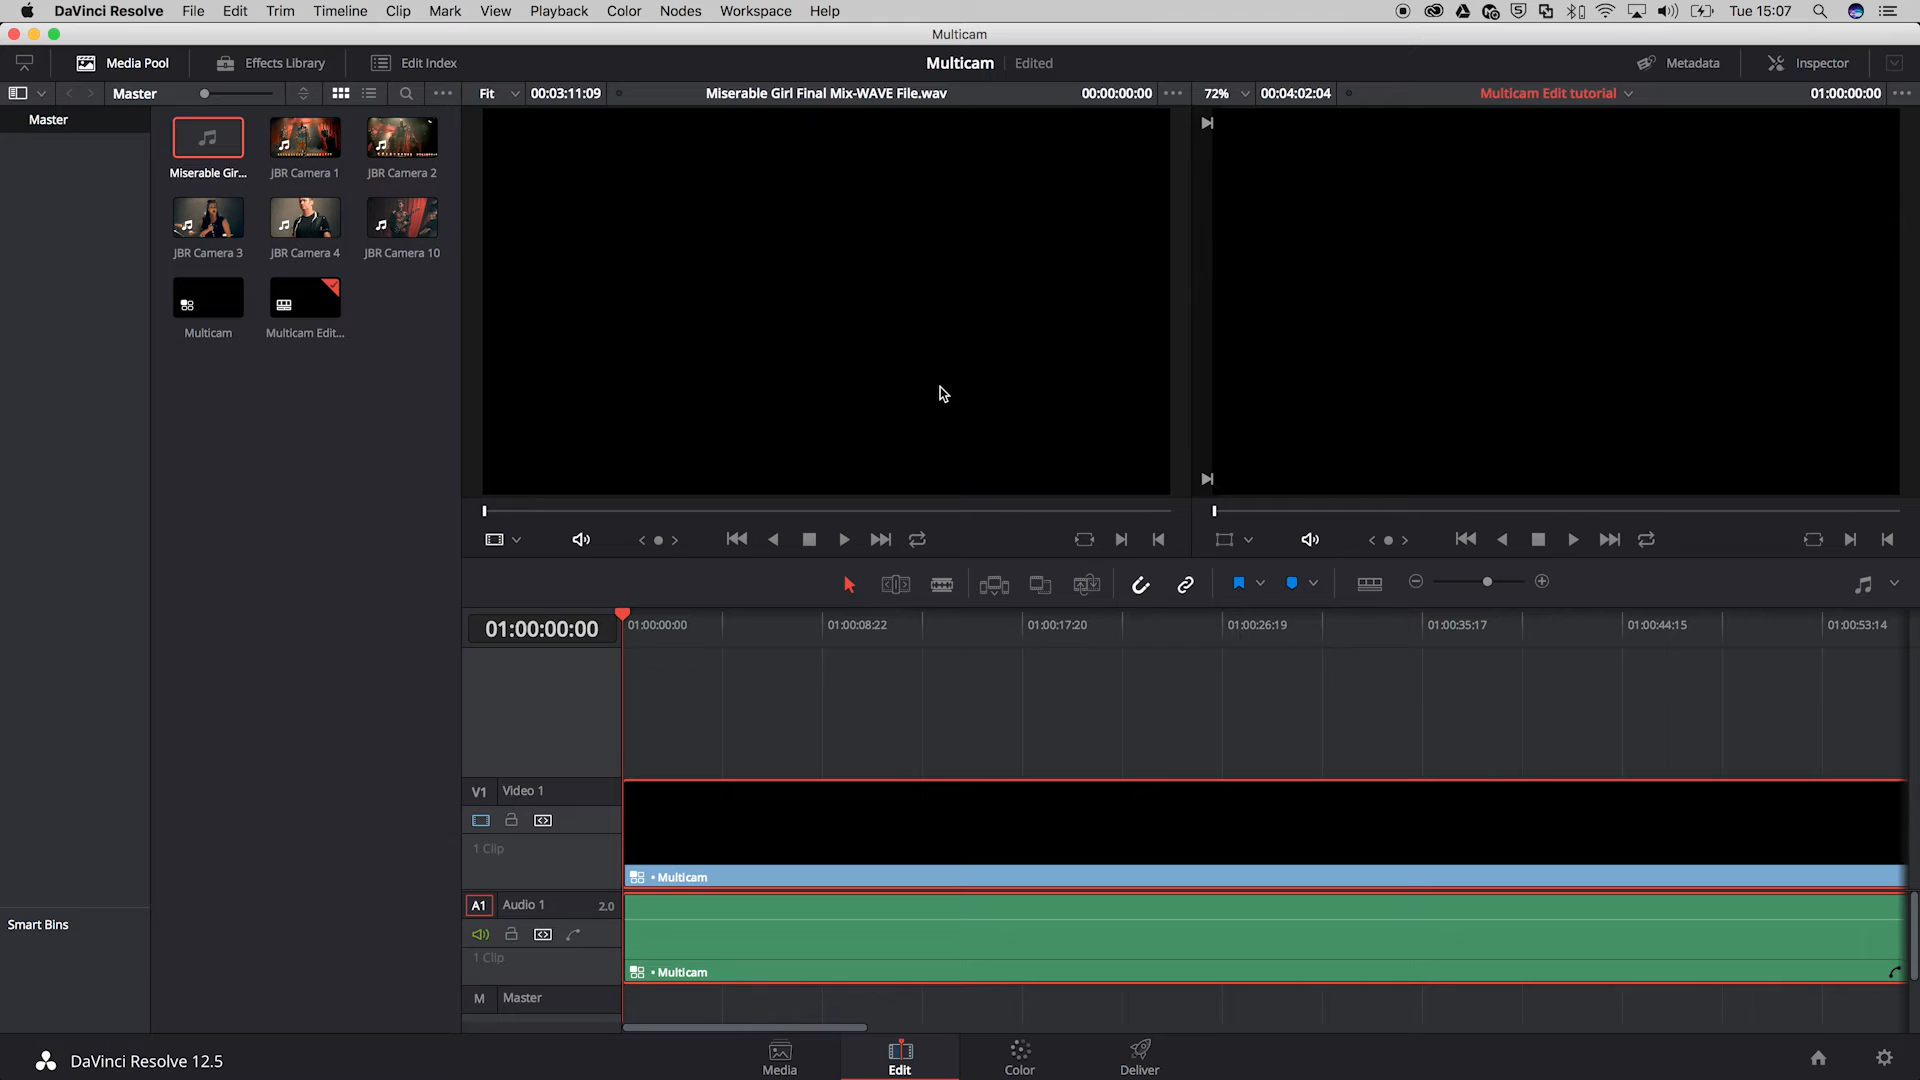 DaVinci Resolve File Edit Trim Timeline Clip Mark View Playback Color Nodes Workspace Help Tue 15:07
Multicam
Media Pool Effects Library Edit Index Multicam Edited Metadata Inspector
Master Fit 00:03:11:09 Miserable Girl Final Mix-WAVE File.wav 00:00:00:00 72% 00:04:02:04 Multicam Edit tutorial 01:00:00:00
Master
Miserable Gir... JBR Camera 1 JBR Camera 2
JBR Camera 3 JBR Camera 4 JBR Camera 10
Multicam Multicam Edit...
01:00:00:00 01:00:00:00 01:00:08:22 01:00:17:20 01:00:26:19 01:00:35:17 01:00:44:15 01:00:53:14
V1 Video 1
1 Clip
• Multicam
A1 Audio 1 2.0
1 Clip
• Multicam
M Master
Smart Bins
DaVinci Resolve 12.5 Media Edit Color Deliver